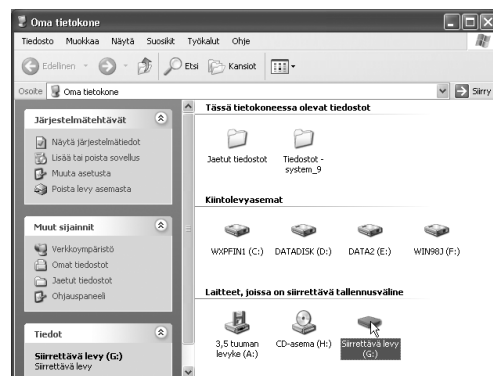 Oma tietokone
Tiedosto Muokkaa Näytä Suosikit Työkalut Ohje
Edellinen Etsi Kansiot
Osoite Oma tietokone Siirry
Järjestelmätehtävät
Näytä järjestelmätiedot
Lisää tai poista sovellus
Muuta asetusta
Poista levy asemasta
Muut sijainnit
Verkkoympäristö
Omat tiedostot
Jaetut tiedostot
Ohjauspaneeli
Tiedot
Siirrettävä levy (G:)
Siirrettävä levy
Tässä tietokoneessa olevat tiedostot
Jaetut tiedostot
Tiedostot -
system_9
Kiintolevyasemat
WXPFIN1 (C:) DATADISK (D:) DATA2 (E:) WIN98J (F:)
Laitteet, joissa on siirrettävä tallennusväline
3,5 tuuman
levyke (A:)
CD-asema (H:)
Siirrettävä levy
(G:)